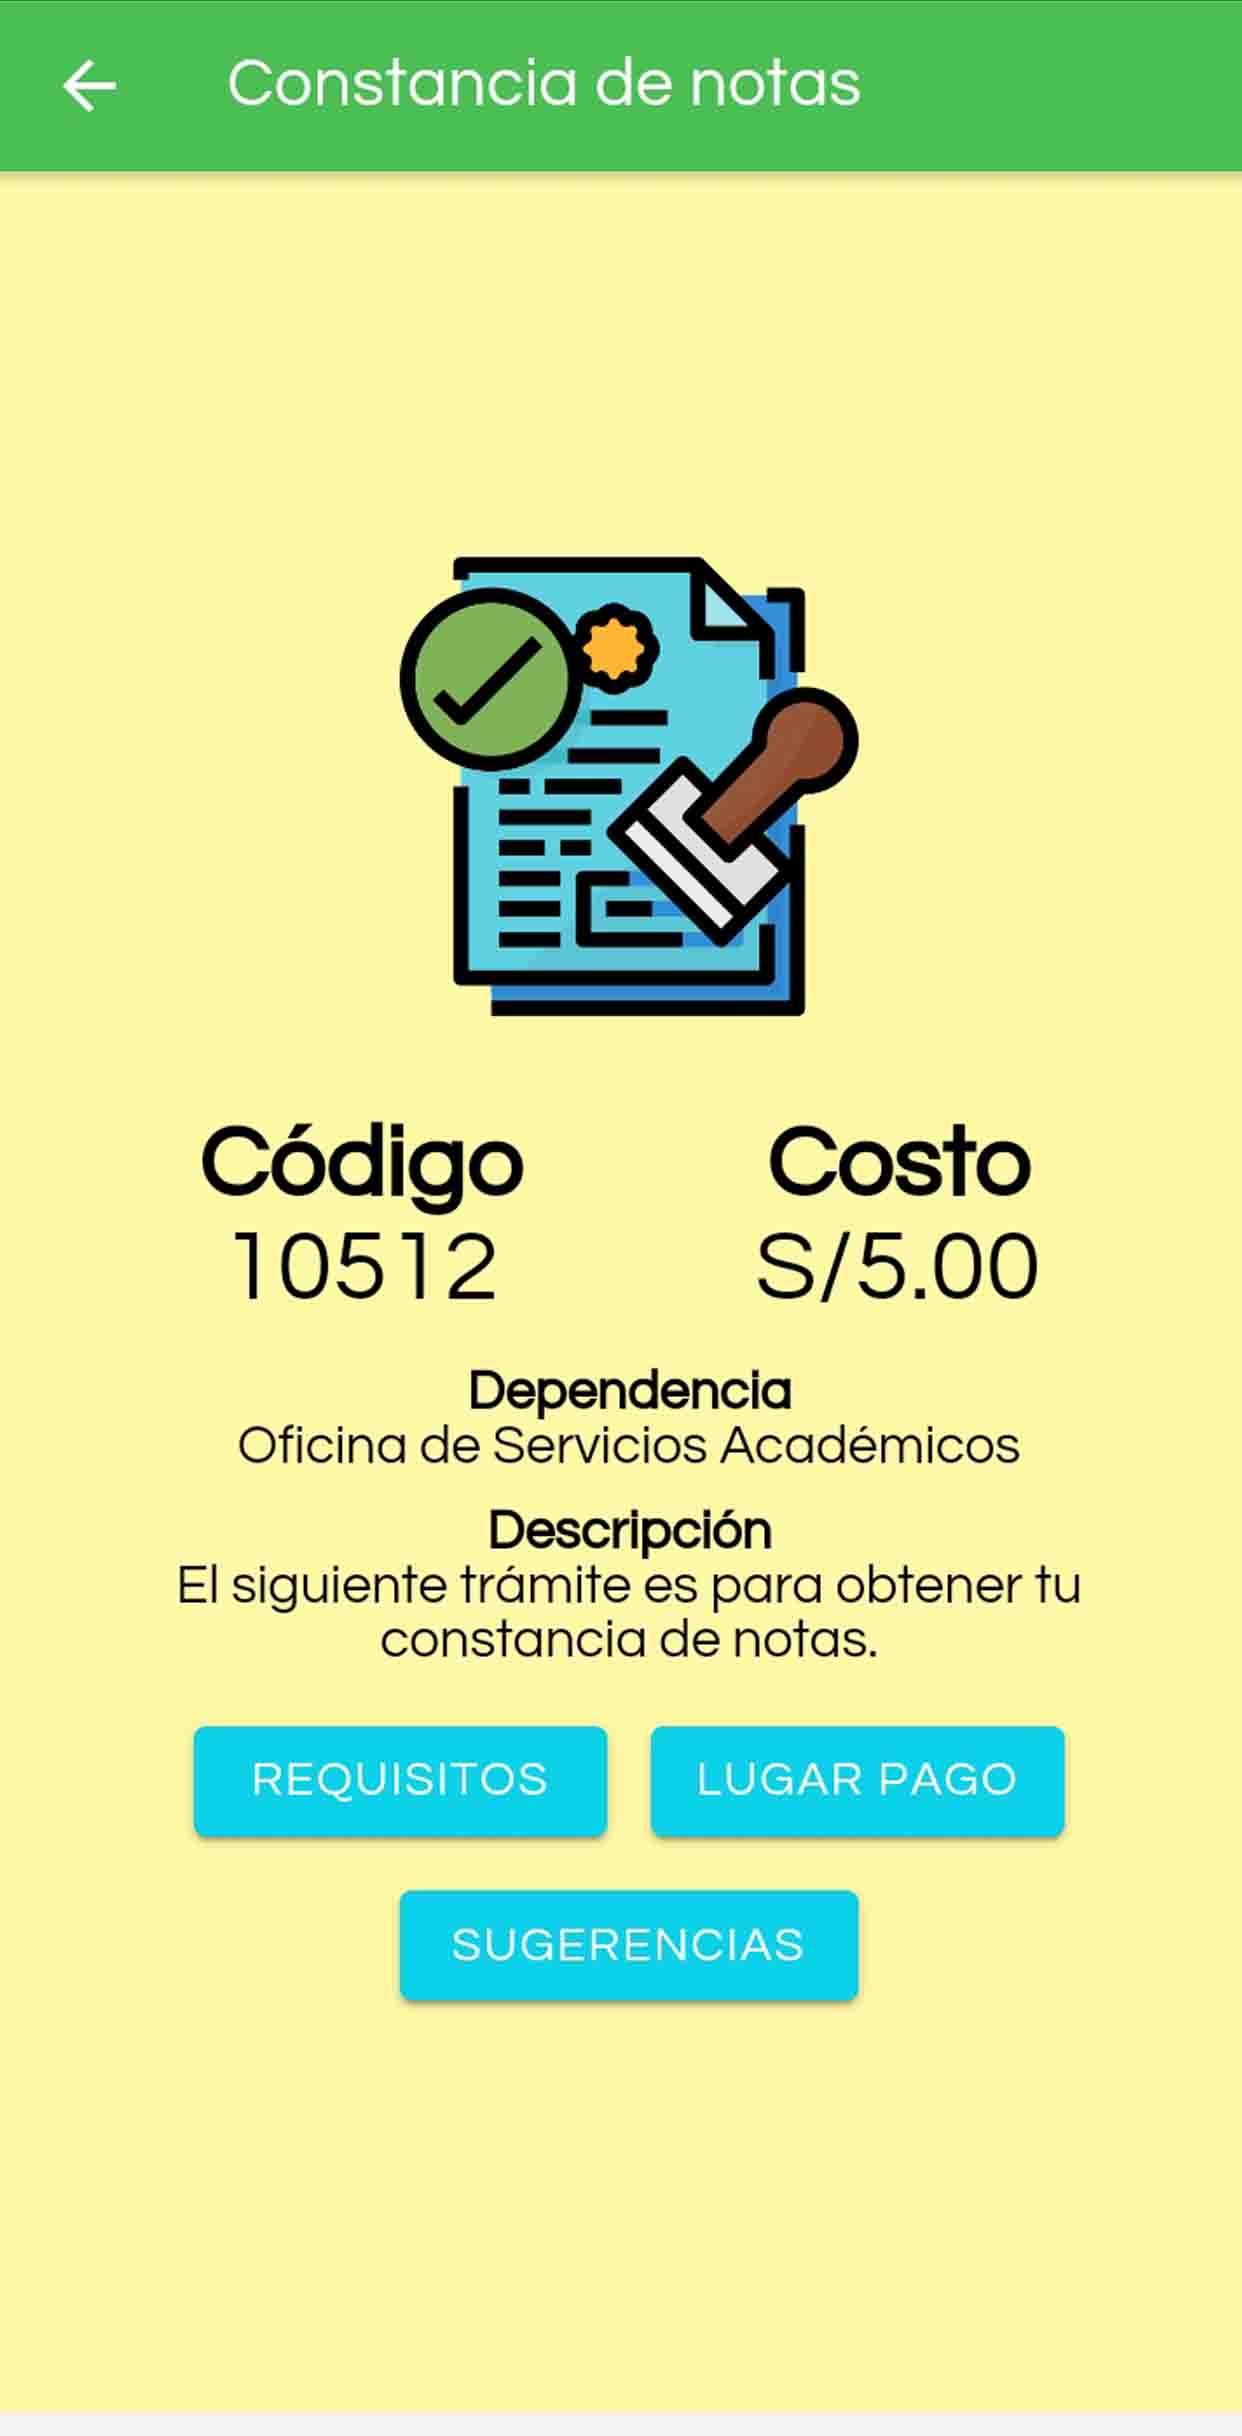 Constancia de notas
Código
Costo
10512
S/5.00
Dependencia
Oficina de Servicios Académicos
Descripción
El siguiente trámite es para obtener tu
constancia de notas.
REQUISITOS
LUGAR PAGO
SUGERENCIAS